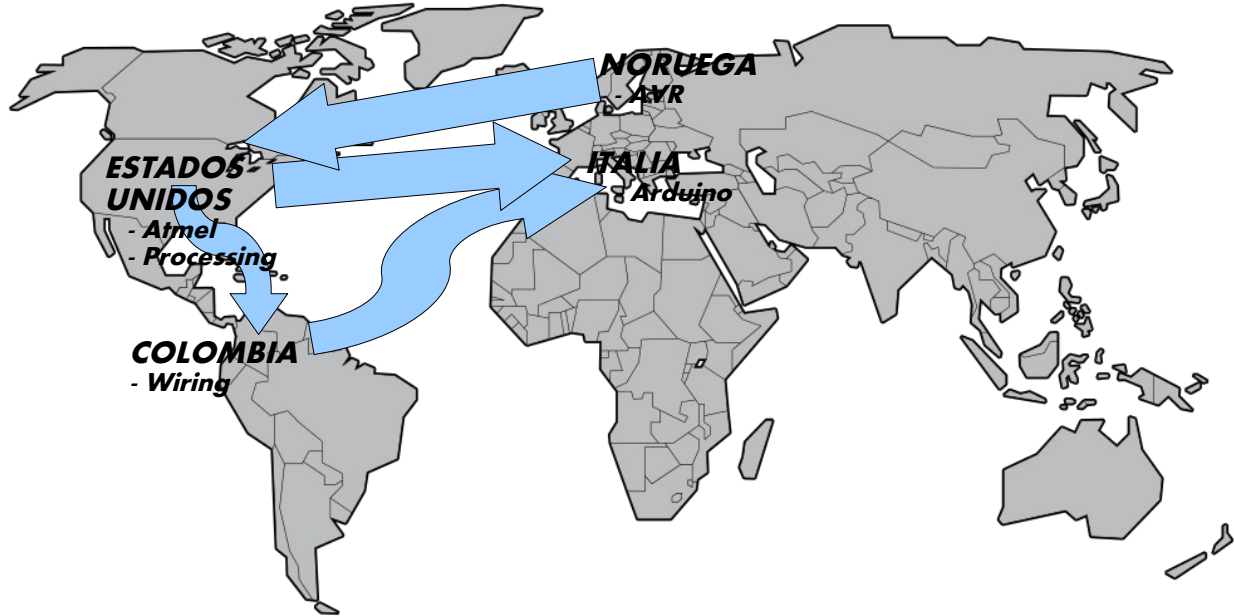 NORUEGA
- AVR
ESTADOS
UNIDOS
- Atmel
- Processing
ITALIA
- Arduino
COLOMBIA
- Wiring